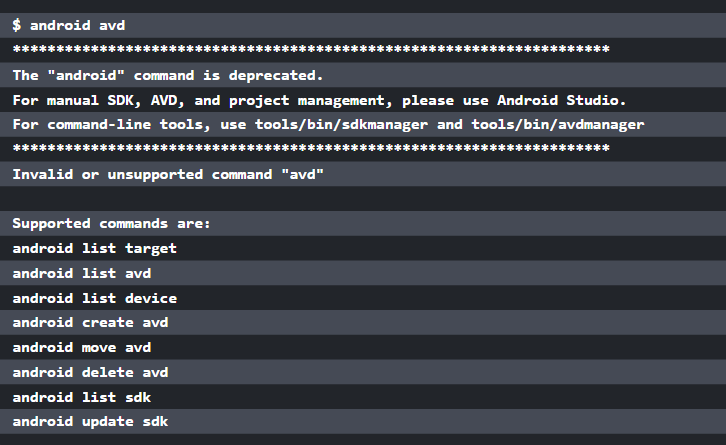 $ android avd
*********************************************************************
The "android" command is deprecated.
For manual SDK, AVD, and project management, please use Android Studio.
For command-line tools, use tools/bin/sdkmanager and tools/bin/avdmanager
*********************************************************************
Invalid or unsupported command "avd"
Supported commands are:
android list target
android list avd
android list device
android create avd
android move avd
android delete avd
android list sdk
android update sdk